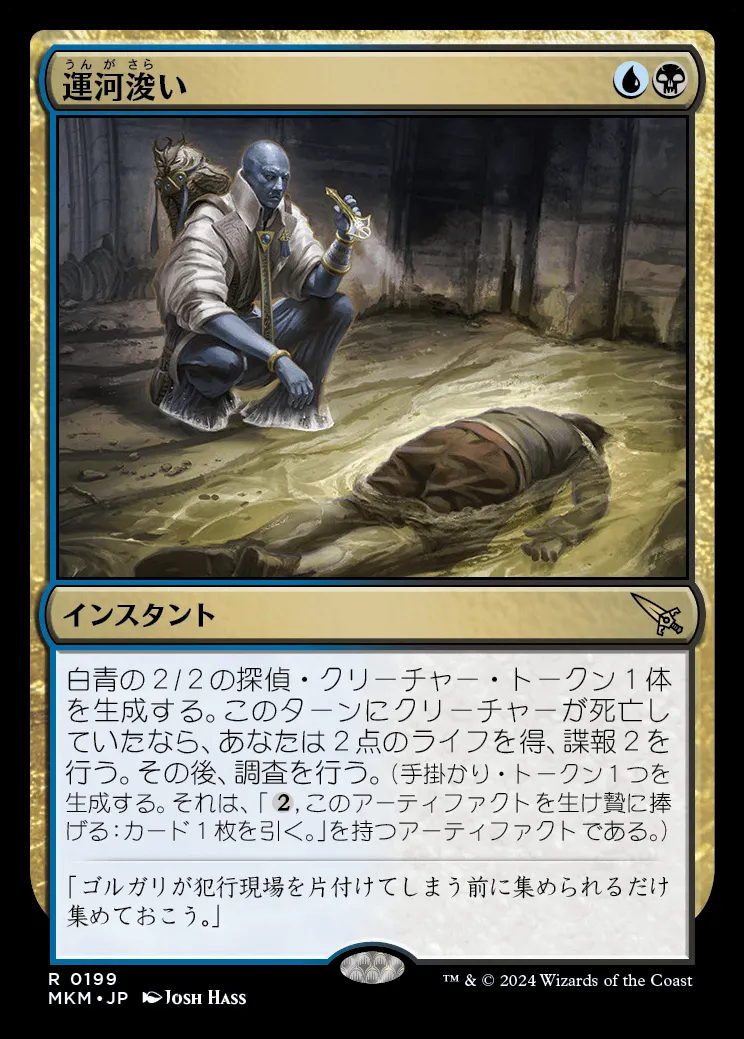 うんがさら
運河浚い
インスタント
白青の2/2の探偵・クリーチャー・トークン1体
を生成する。このターンにクリーチャーが死亡し
ていたなら、あなたは2点のライフを得、諜報2を
行う。その後、調査を行う。(手掛かり・トークン1つを
生成する。それは、「2,このアーティファクトを生け贄に捧
げる:カード1枚を引く。」を持つアーティファクトである。)
「ゴルガリが犯行現場を片付けてしまう前に集められるだけ
集めておこう。」
R 0199
MKM・JP Josh Hass
™ & © 2024 Wizards of the Coast